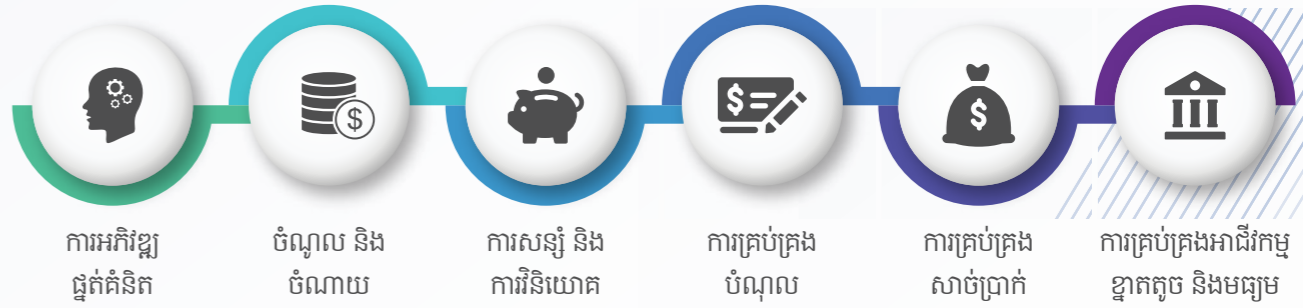 ការអភិវឌ្ឍ
ផ្នត់គំនិត
ចំណូល និង
ចំណាយ
ការសន្សំ និង
ការវិនិយោគ
ការគ្រប់គ្រង
បំណុល
ការគ្រប់គ្រង
សាច់ប្រាក់
ការគ្រប់គ្រងអាជីវកម្ម
ខ្នាតតូច និងមធ្យម